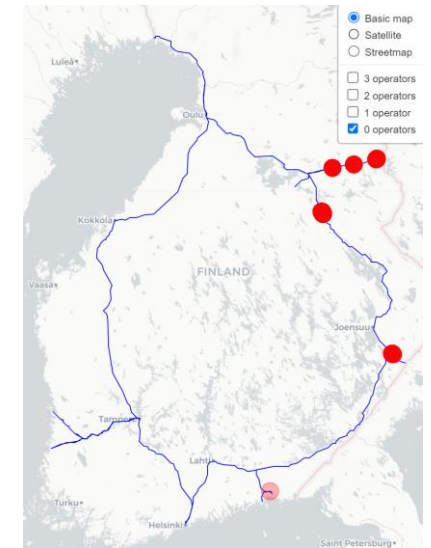 Basic map
Satellite
Streetmap
3 operators
2 operators
1 operator
0 operators
Luleå
Oulu
Kokkola
FINLAND
Vaasa
Joensuu
Tampere
Lahti
Turku
Helsinki
Saint Petersburg